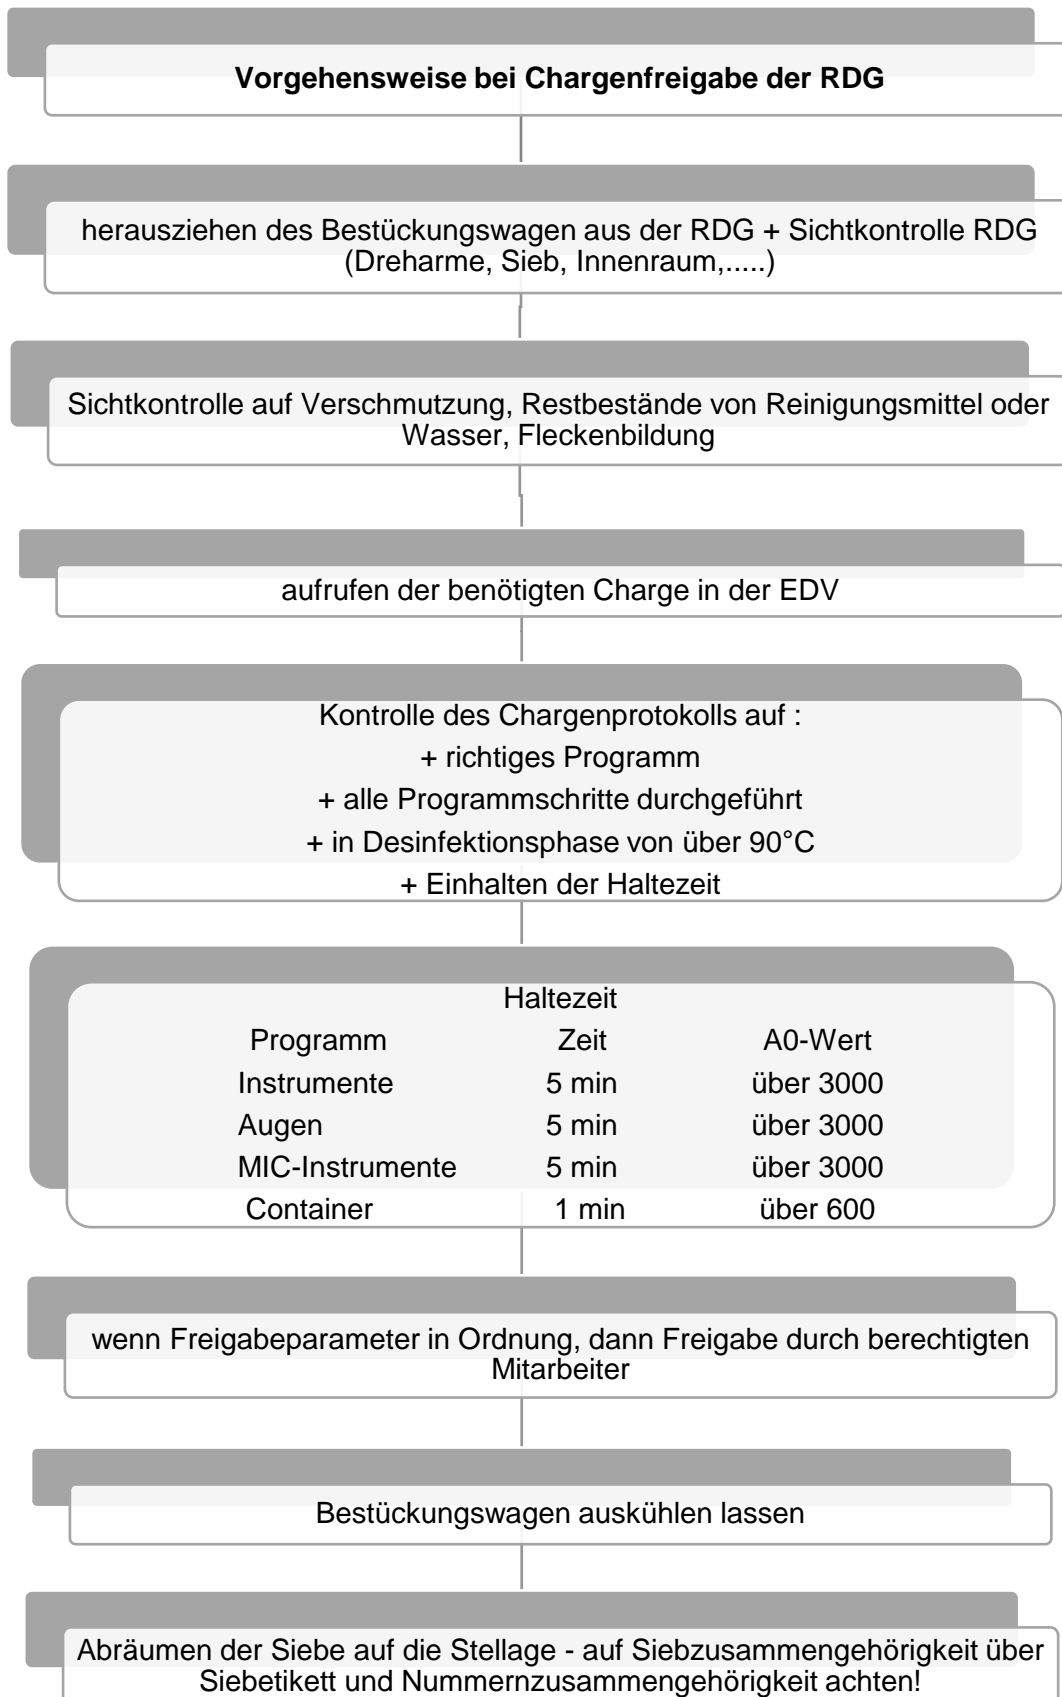 Vorgehensweise bei Chargenfreigabe der RDG
herausziehen des Bestückungswagen aus der RDG + Sichtkontrolle RDG
(Dreharme, Sieb, Innenraum,.....)
Sichtkontrolle auf Verschmutzung, Restbestände von Reinigungsmittel oder
Wasser, Fleckenbildung
aufrufen der benötigten Charge in der EDV
Kontrolle des Chargenprotokolls auf :
+ richtiges Programm
+ alle Programmschritte durchgeführt
+ in Desinfektionsphase von über 90°C
+ Einhalten der Haltezeit
Haltezeit
Programm Zeit A0-Wert
Instrumente 5 min über 3000
Augen 5 min über 3000
MIC-Instrumente 5 min über 3000
Container 1 min über 600
wenn Freigabeparameter in Ordnung, dann Freigabe durch berechtigten
Mitarbeiter
Bestückungswagen auskühlen lassen
Abräumen der Siebe auf die Stellage - auf Siebzusammengehörigkeit über
Siebetikett und Nummernzusammengehörigkeit achten!